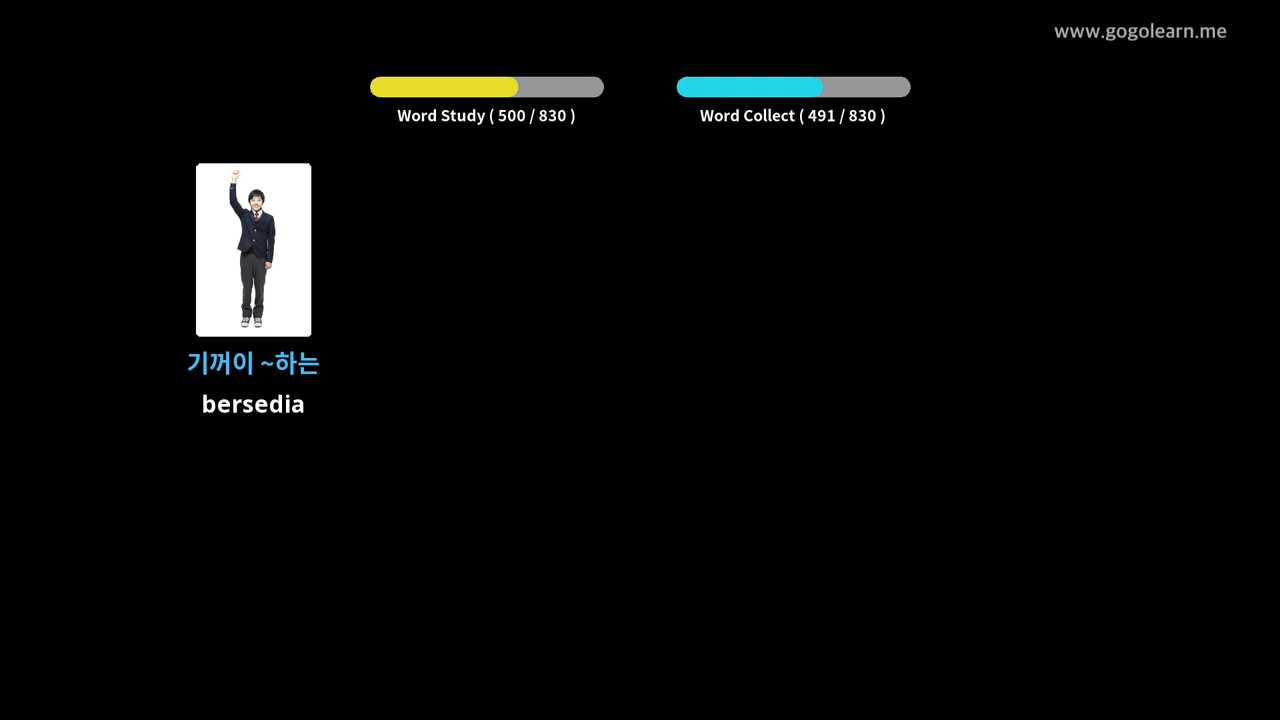 www.gogolearn.me
Word Study ( 500 / 830 )
Word Collect ( 491 / 830 )
기꺼이 ~하는
bersedia